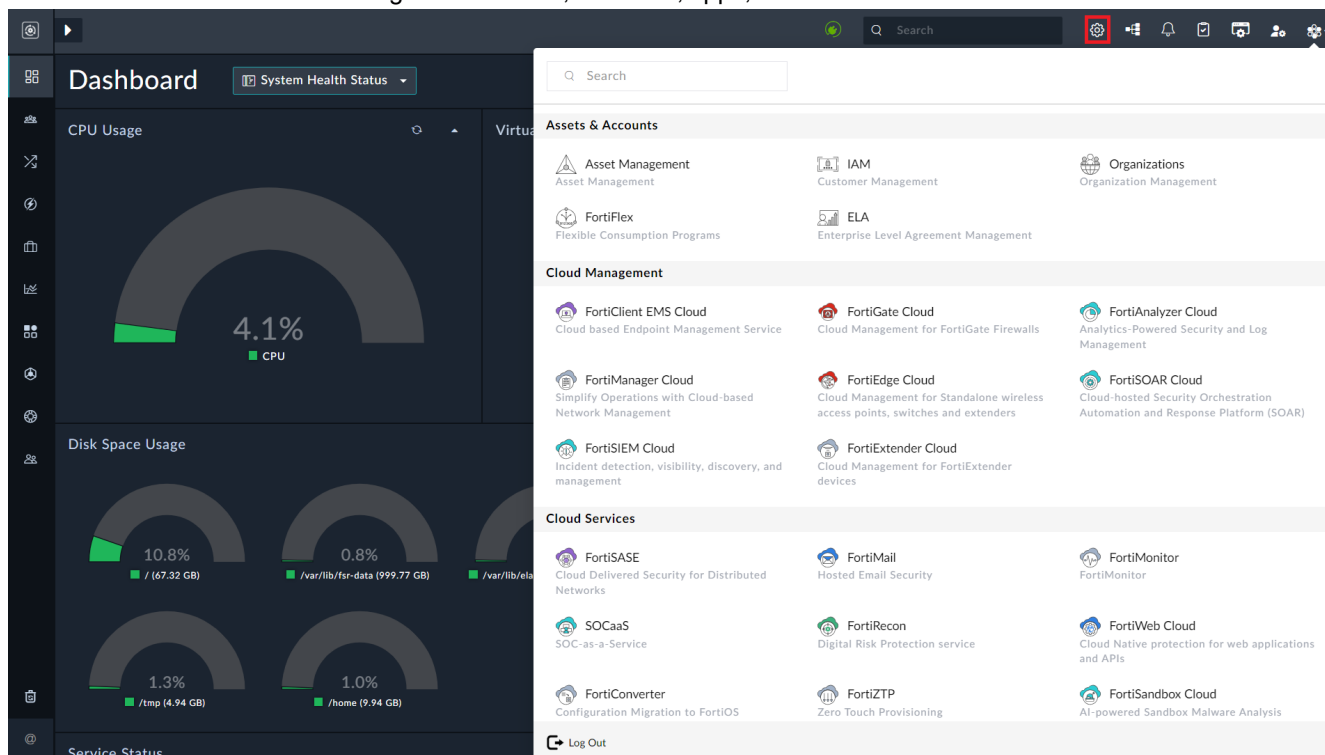 Search
Dashboard
System Health Status
CPU Usage
Virtua
4.1%
CPU
Disk Space Usage
10.8%
/ (67.32 GB)
0.8%
/var/lib/fsr-data (999.77 GB)
/var/lib/ela
1.3%
/tmp (4.94 GB)
1.0%
/home (9.94 GB)
Service Status
@
Search
Assets & Accounts
Asset Management
Asset Management
IAM
Customer Management
Organizations
Organization Management
FortiFlex
Flexible Consumption Programs
ELA
Enterprise Level Agreement Management
Cloud Management
FortiClient EMS Cloud
Cloud based Endpoint Management Service
FortiGate Cloud
Cloud Management for FortiGate Firewalls
FortiAnalyzer Cloud
Analytics-Powered Security and Log
Management
FortiManager Cloud
Simplify Operations with Cloud-based
Network Management
FortiEdge Cloud
Cloud Management for Standalone wireless
access points, switches and extenders
FortiSOAR Cloud
Cloud-hosted Security Orchestration
Automation and Response Platform (SOAR)
FortiSIEM Cloud
Incident detection, visibility, discovery, and
management
FortiExtender Cloud
Cloud Management for FortiExtender
devices
Cloud Services
FortiSASE
Cloud Delivered Security for Distributed
Networks
FortiMail
Hosted Email Security
FortiMonitor
FortiMonitor
SOCaaS
SOC-as-a-Service
FortiRecon
Digital Risk Protection service
FortiWeb Cloud
Cloud Native protection for web applications
and APIs
FortiConverter
Configuration Migration to FortiOS
FortiZTP
Zero Touch Provisioning
FortiSandbox Cloud
AI-powered Sandbox Malware Analysis
Log Out